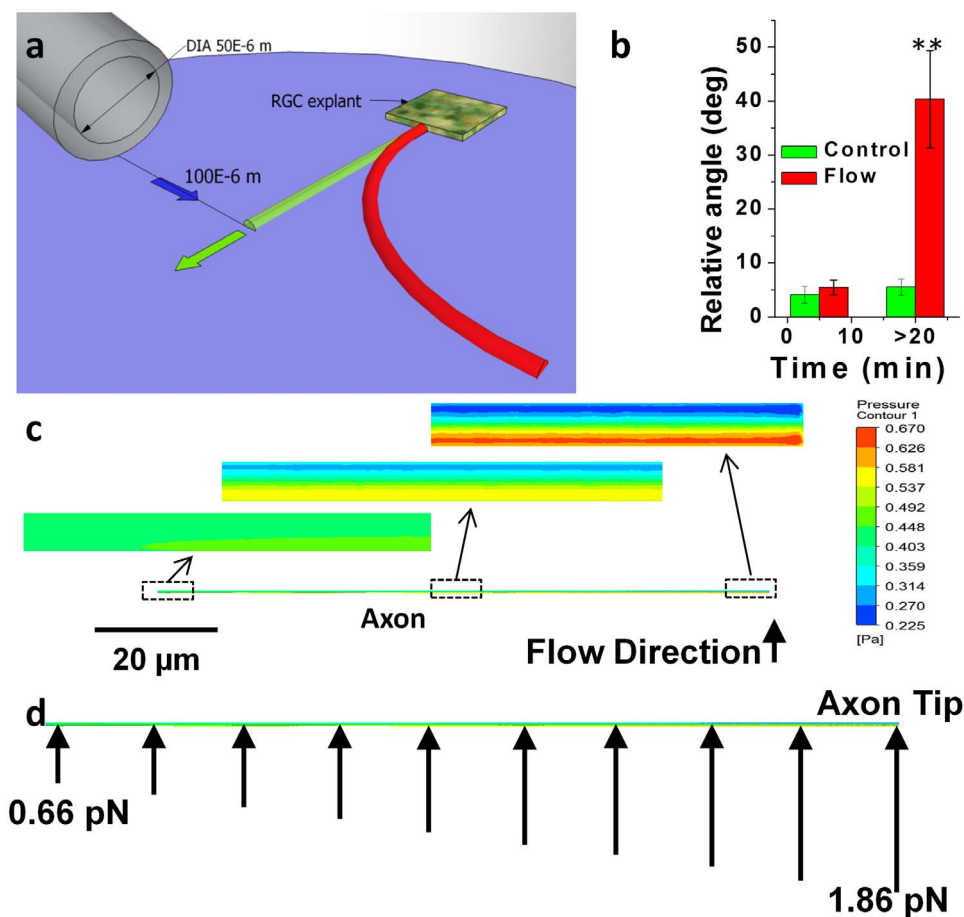 a
DIA 50E-6 m
RGC explant
100E-6 m
b
Relative angle (deg)
50
40
30
20
10
0
**
Control
Flow
0
10
>20
Time (min)
c
Pressure
Contour 1
0.670
0.626
0.581
0.537
0.492
0.448
0.403
0.359
0.314
0.270
0.225
[Pa]
Axon
20 µm
Flow Direction
d
Axon Tip
0.66 pN
1.86 pN